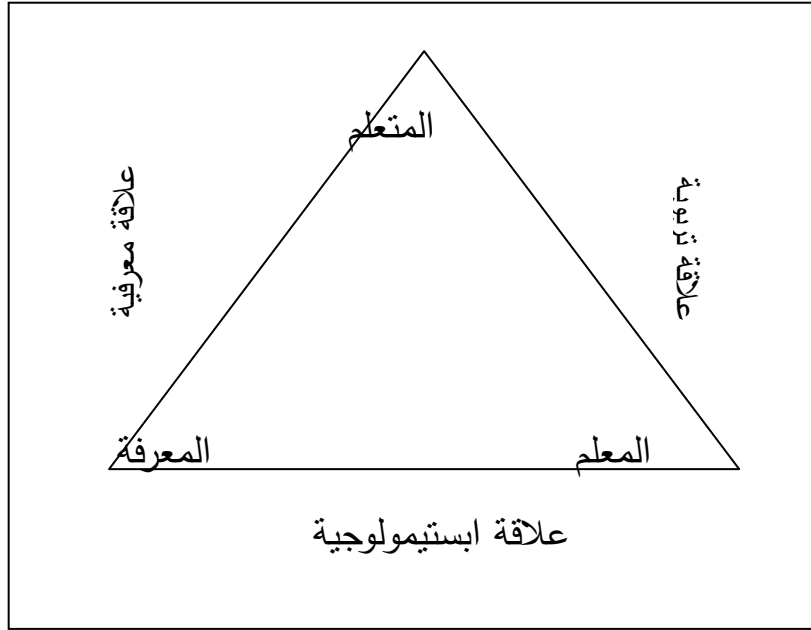 المتعلم
علاقة تربوية
علاقة معرفية
المعرفة
المعلم
علاقة ابستيمولوجية